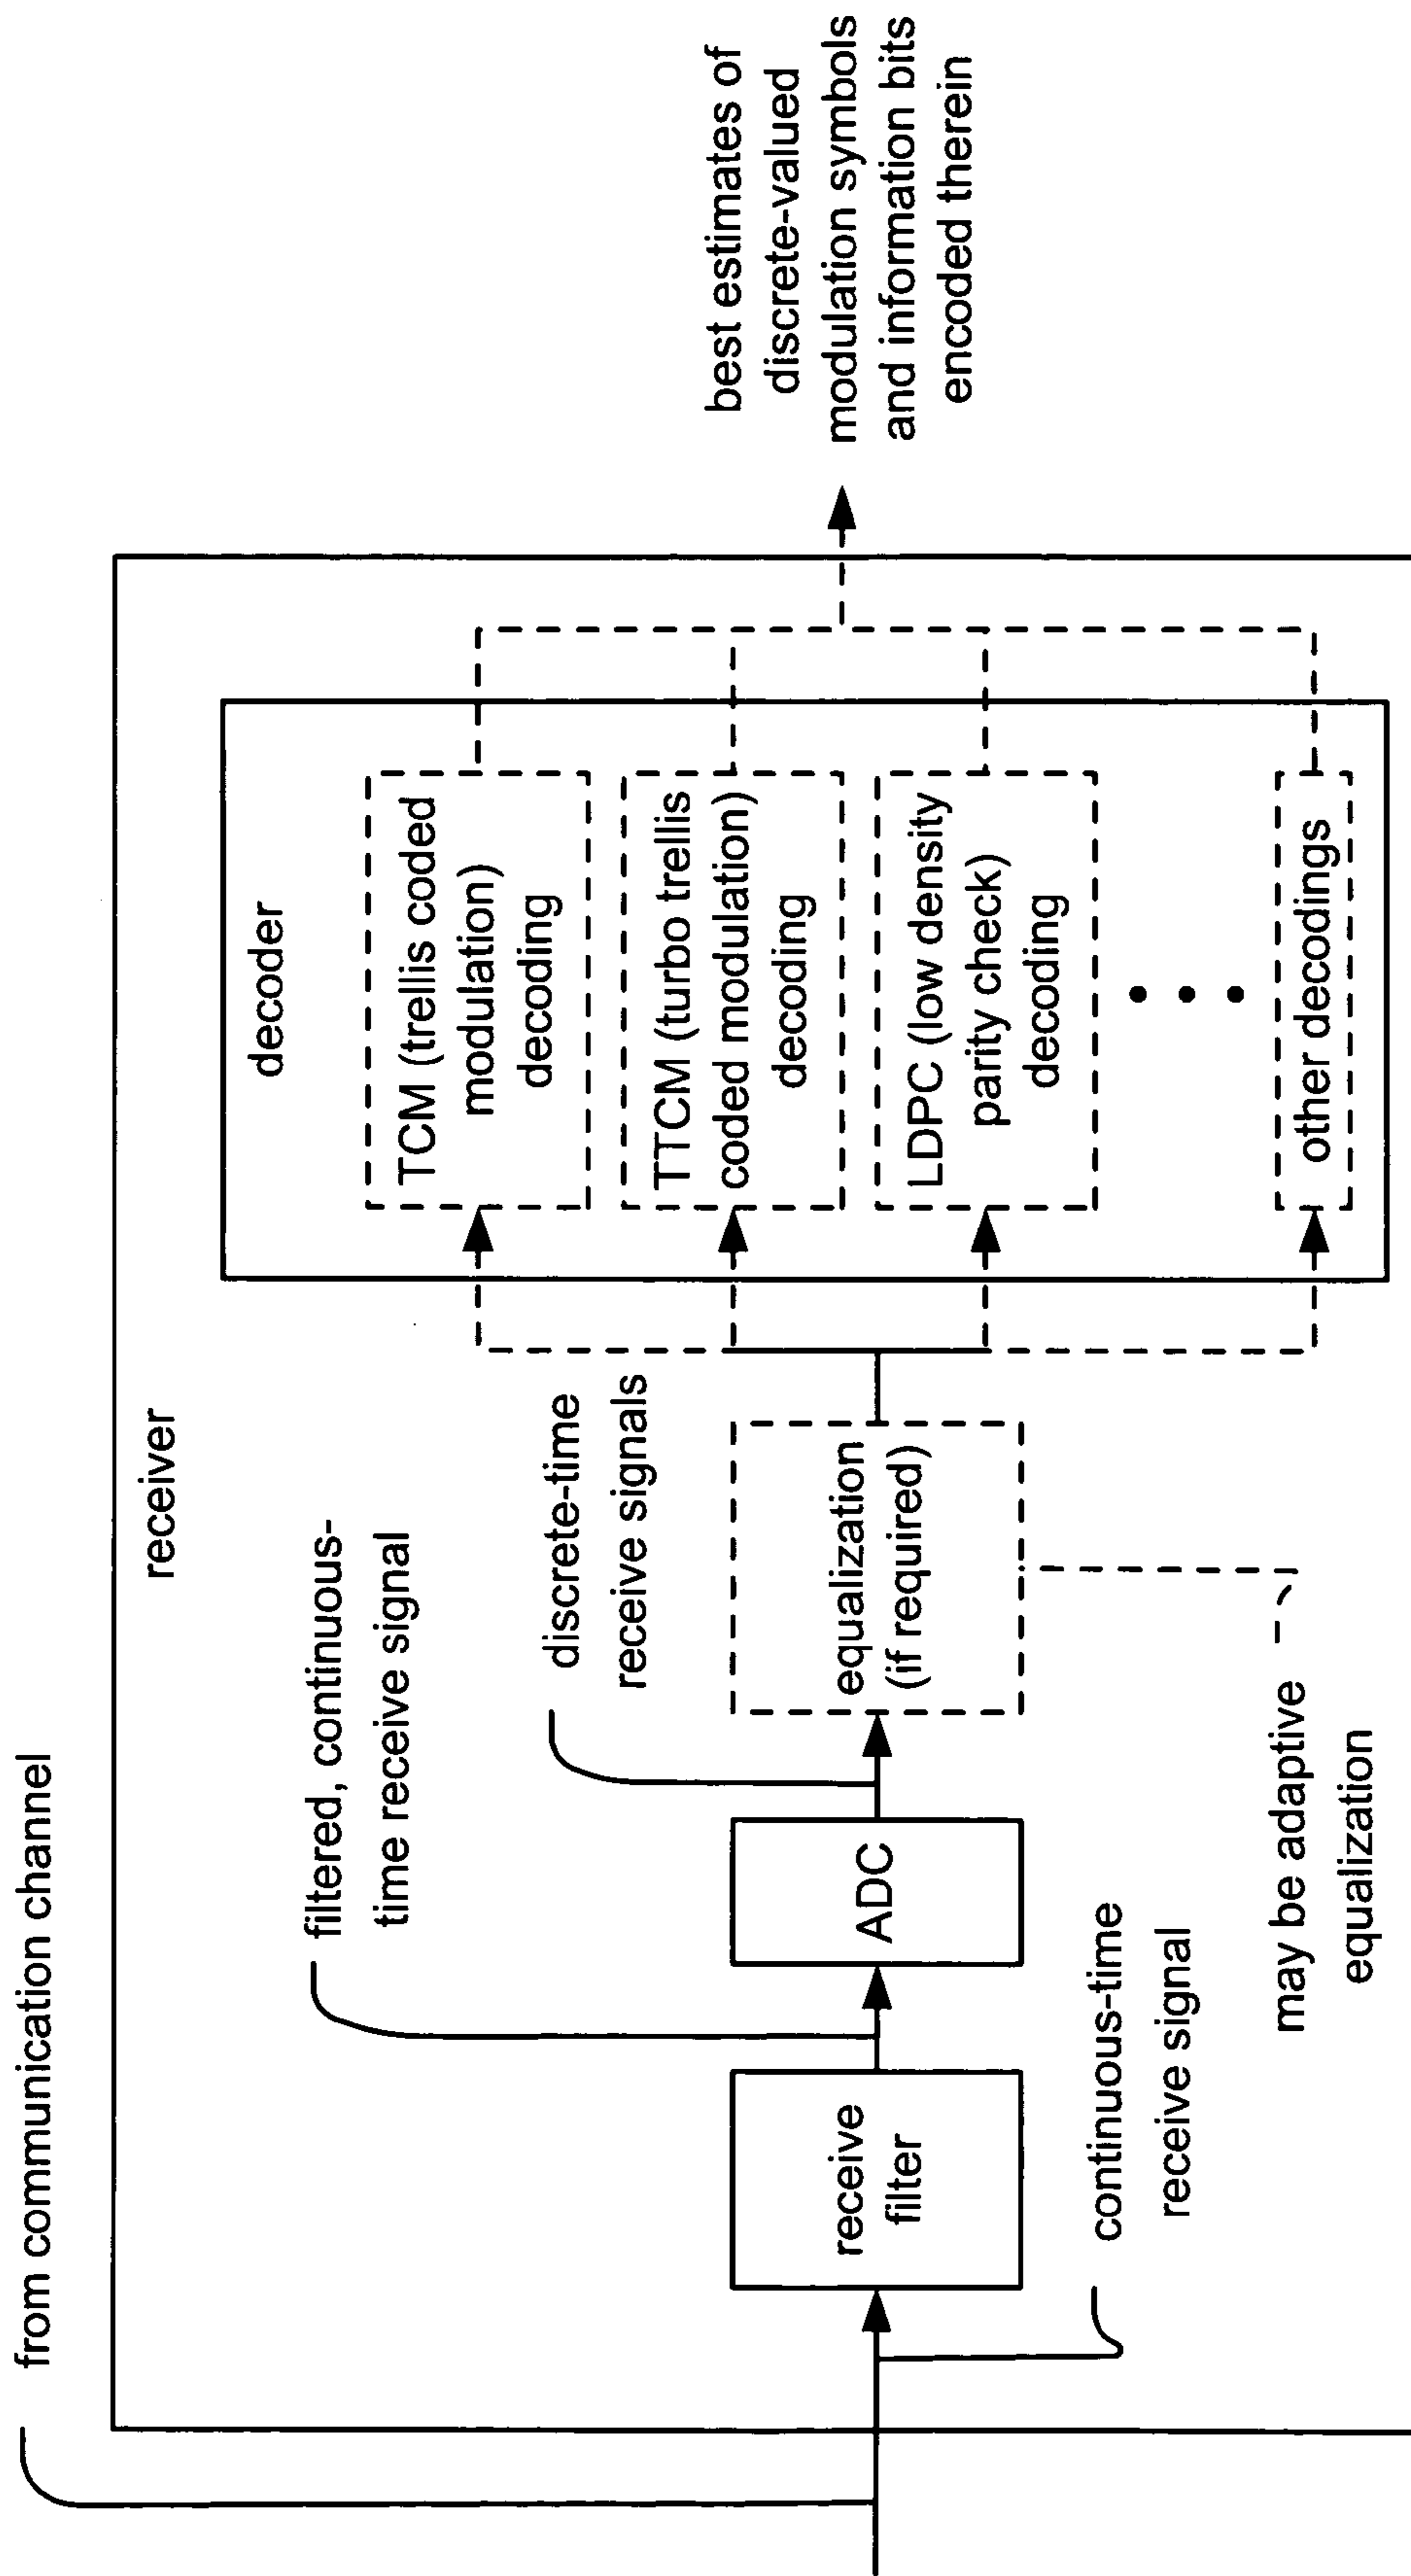 from communication channel
receiver
filtered, continuous-
time receive signal
discrete-time
receive signals
continuous-time
receive signal
receive
filter
ADC
equalization
(if required)
may be adaptive
equalization
decoder
TCM (trellis coded
modulation)
decoding
TTCM (turbo trellis
coded modulation)
decoding
LDPC (low density
parity check)
decoding
other decodings
best estimates of
discrete-valued
modulation symbols
and information bits
encoded therein